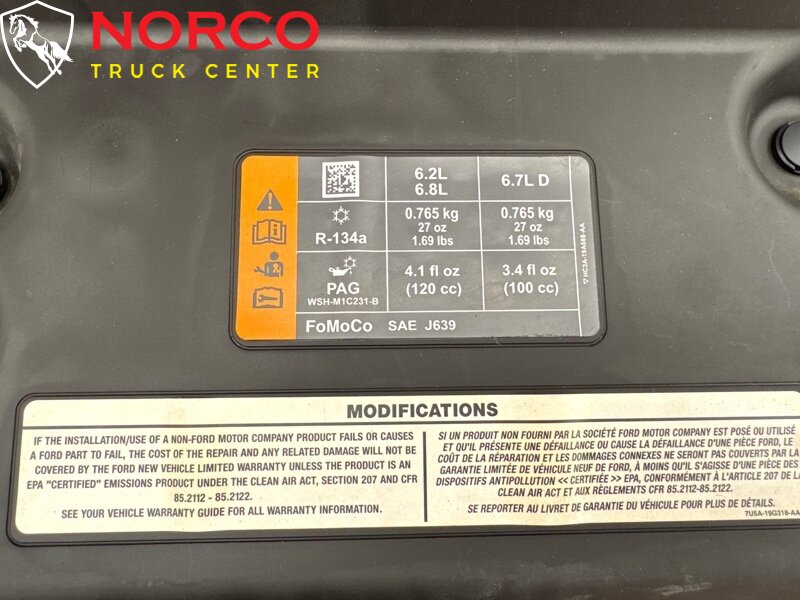 NORCO
TRUCK CENTER
6.2L
6.8L
6.7L D
R-134a
0.765 kg
27 oz
1.69 lbs
0.765 kg
27 oz
1.69 lbs
PAG
WSH-M1C231-B
4.1 fl oz
(120 cc)
3.4 fl oz
(100 cc)
FoMoCo SAE J639
HC3A-19A688-AA
MODIFICATIONS
IF THE INSTALLATION/USE OF A NON-FORD MOTOR COMPANY PRODUCT FAILS OR CAUSES
A FORD PART TO FAIL, THE COST OF THE REPAIR AND ANY RELATED DAMAGE WILL NOT BE
COVERED BY THE FORD NEW VEHICLE LIMITED WARRANTY UNLESS THE PRODUCT IS AN
EPA "CERTIFIED" EMISSIONS PRODUCT UNDER THE CLEAN AIR ACT, SECTION 207 AND CFR
85.2112 - 85.2122.
SEE YOUR VEHICLE WARRANTY GUIDE FOR ALL WARRANTY INFORMATION.
SI UN PRODUIT NON FOURNI PAR LA SOCIÉTÉ FORD MOTOR COMPANY EST POSÉ OU UTILISÉ
ET QU'IL PRÉSENTE UNE DÉFAILLANCE OU CAUSE LA DÉFAILLANCE D'UNE PIÈCE FORD, LE
COÛT DE LA RÉPARATION ET LES DOMMAGES CONNEXES NE SERONT PAS COUVERTS PAR LA
GARANTIE LIMITÉE DE VÉHICULE NEUF DE FORD, À MOINS QU'IL S'AGISSE D'UNE PIÈCE DES
DISPOSITIFS ANTIPOLLUTION << CERTIFIÉE >> EPA, CONFORMÉMENT À L'ARTICLE 207 DE LA
CLEAN AIR ACT ET AUX RÈGLEMENTS CFR 85.2112-85.2122.
SE REPORTER AU LIVRET DE GARANTIE DU VÉHICULE POUR PLUS DE DÉTAILS.
7U5A-19G318-AA